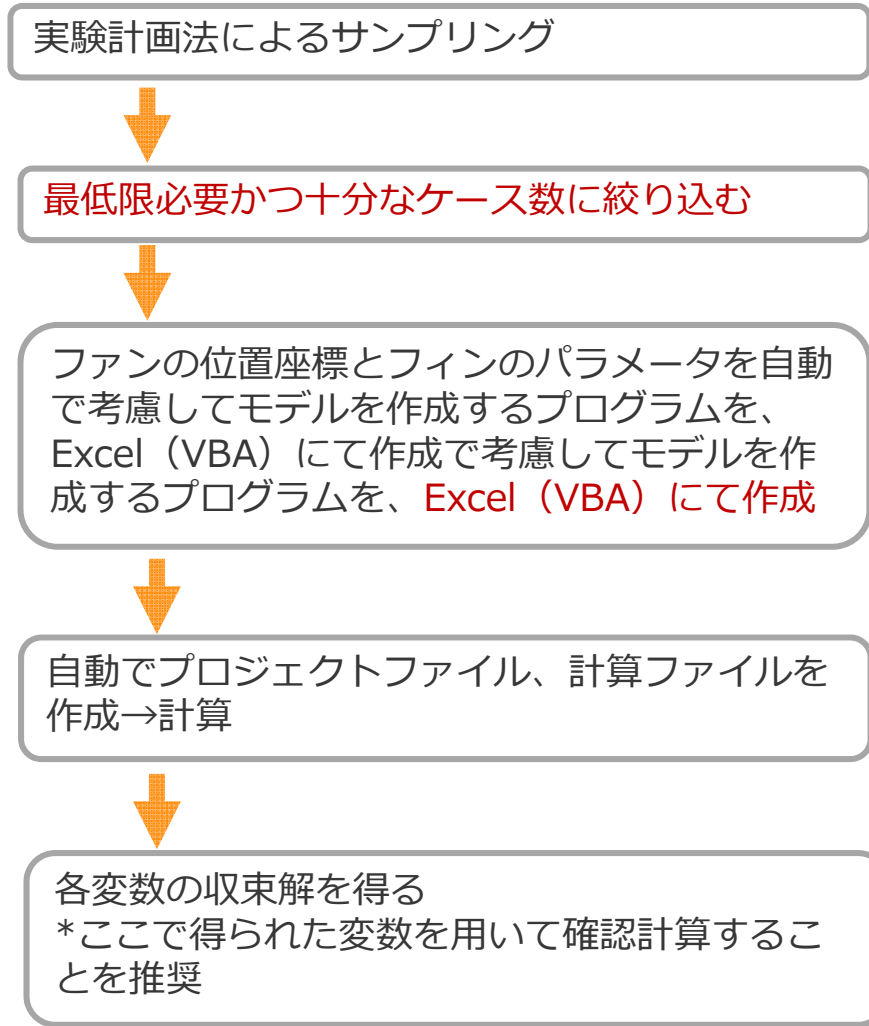 実験計画法によるサンプリング
最低限必要かつ十分なケース数に絞り込む
ファンの位置座標とフィンのパラメータを自動
で考慮してモデルを作成するプログラムを、
Excel（VBA）にて作成で考慮してモデルを作
成するプログラムを、Excel（VBA）にて作成
自動でプロジェクトファイル、計算ファイルを
作成→計算
各変数の収束解を得る
*ここで得られた変数を用いて確認計算するこ
とを推奨